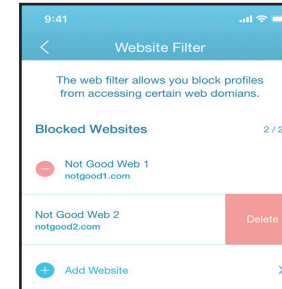 9:41
Website Filter
The web filter allows you block profiles
from accessing certain web domians.
Blocked Websites 2 / 2
Not Good Web 1
notgood1.com
Not Good Web 2
notgood2.com
Delete
Add Website